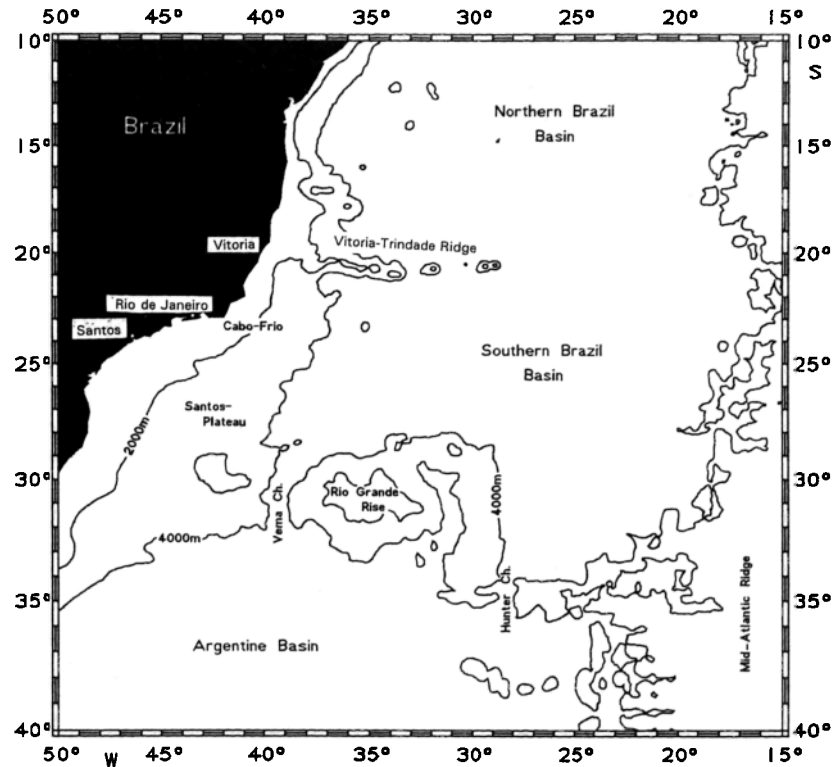 50° 45° 40° 35° 30° 25° 20° 15°
10° 10°
S
Brazil
Northern Brazil
Basin
15° 15°
Vitoria
Vitoria-Trindade Ridge
20° 20°
Rio de Janeiro
Santos
Cabo-Frio
Southern Brazil
Basin
25° 25°
Santos-
Plateau
2000m
30° 30°
Rio Grande
Rise
Vema Ch.
4000m
4000m
35° 35°
Hunter Ch.
Mid-Atlantic Ridge
Argentine Basin
40° 40°
50° 45° 40° 35° 30° 25° 20° 15°
W